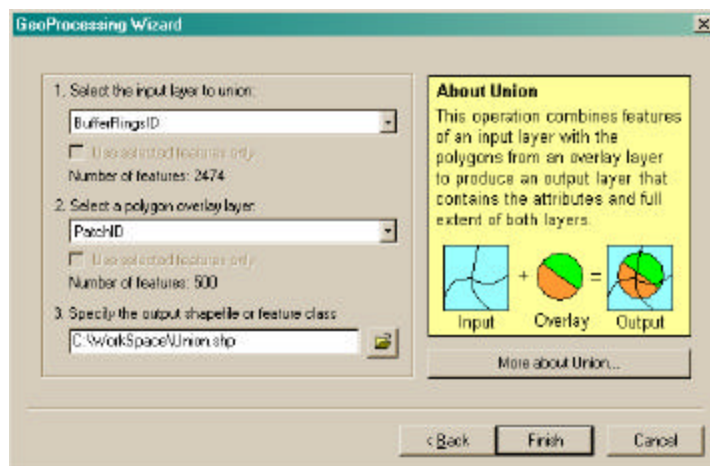 GeoProcessing Wizard
1. Select the input layer to union:
BufferRingsID
Use selected features only
Number of features: 2474
2. Select a polygon overlay layer:
PatchID
Use selected features only
Number of features: 500
3. Specify the output shapefile or feature class
C:\WorkSpace\Union.shp
About Union
This operation combines features
of an input layer with the
polygons from an overlay layer
to produce an output layer that
contains the attributes and full
extent of both layers.
+ =
Input Overlay Output
More about Union...
< Back Finish Cancel